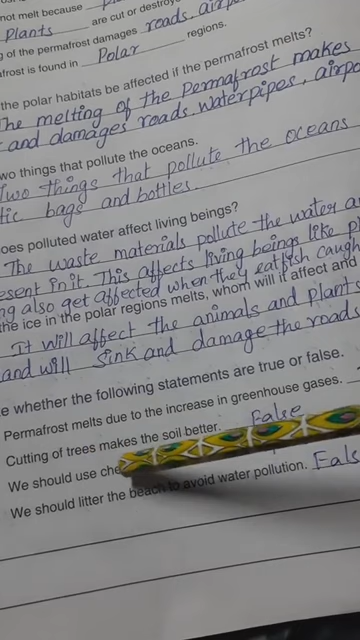 not melt because
Plants are cut or destroye
g of the permafrost damages roads, airpo
afrost is found in Polar regions.
the polar habitats be affected if the permafrost melts?
The melting of the Permafrost makes
and damages roads, waterpipes, airpo
wo things that pollute the oceans.
Two things that pollute the oceans
tic bags and bottles.
oes polluted water affect living beings?
The waste materials pollute the water a
esent in it. This affects living beings like p
ng also get affected when they eat fish caugh
the ice in the polar regions melts, whom will it affect and
It will affect the animals and plants
and will sink and damage the roads
e whether the following statements are true or false.
Permafrost melts due to the increase in greenhouse gases.
Cutting of trees makes the soil better. False
We should use che
We should litter the beach to avoid water pollution. Fals